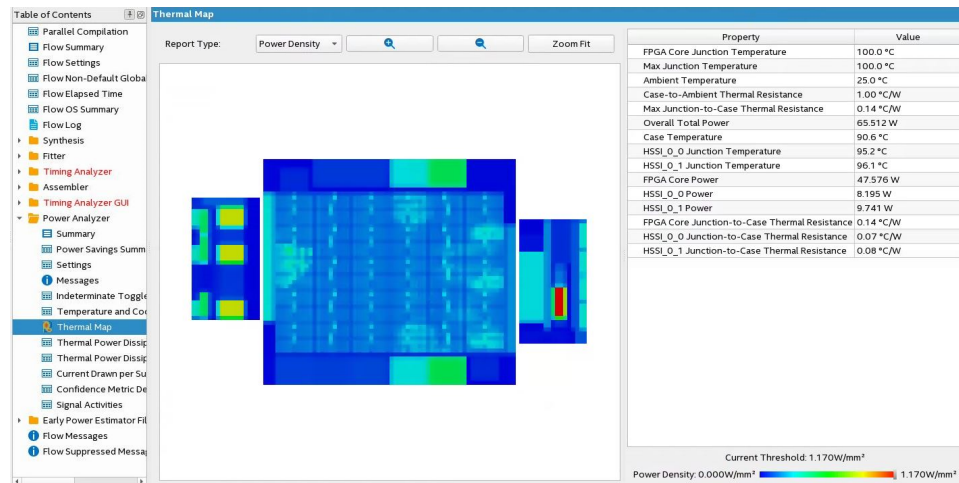 Table of Contents
Parallel Compilation
Flow Summary
Flow Settings
Flow Non-Default Globa
Flow Elapsed Time
Flow OS Summary
Flow Log
Synthesis
Fitter
Timing Analyzer
Assembler
Timing Analyzer GUI
Power Analyzer
Summary
Power Savings Summ
Settings
Messages
Indeterminate Toggle
Temperature and Coo
Thermal Map
Thermal Power Dissip
Thermal Power Dissip
Current Drawn per Su
Confidence Metric De
Signal Activities
Early Power Estimator Fil
Flow Messages
Flow Suppressed Messa
Thermal Map
Report Type: Power Density Zoom Fit
Property Value
FPGA Core Junction Temperature 100.0 °C
Max Junction Temperature 100.0 °C
Ambient Temperature 25.0 °C
Case-to-Ambient Thermal Resistance 1.00 °C/W
Max Junction-to-Case Thermal Resistance 0.14 °C/W
Overall Total Power 65.512 W
Case Temperature 90.6 °C
HSSI_0_0 Junction Temperature 95.2 °C
HSSI_0_1 Junction Temperature 96.1 °C
FPGA Core Power 47.576 W
HSSI_0_0 Power 8.195 W
HSSI_0_1 Power 9.741 W
FPGA Core Junction-to-Case Thermal Resistance 0.14 °C/W
HSSI_0_0 Junction-to-Case Thermal Resistance 0.07 °C/W
HSSI_0_1 Junction-to-Case Thermal Resistance 0.08 °C/W
Current Threshold: 1.170W/mm²
Power Density: 0.000W/mm² 1.170W/mm²